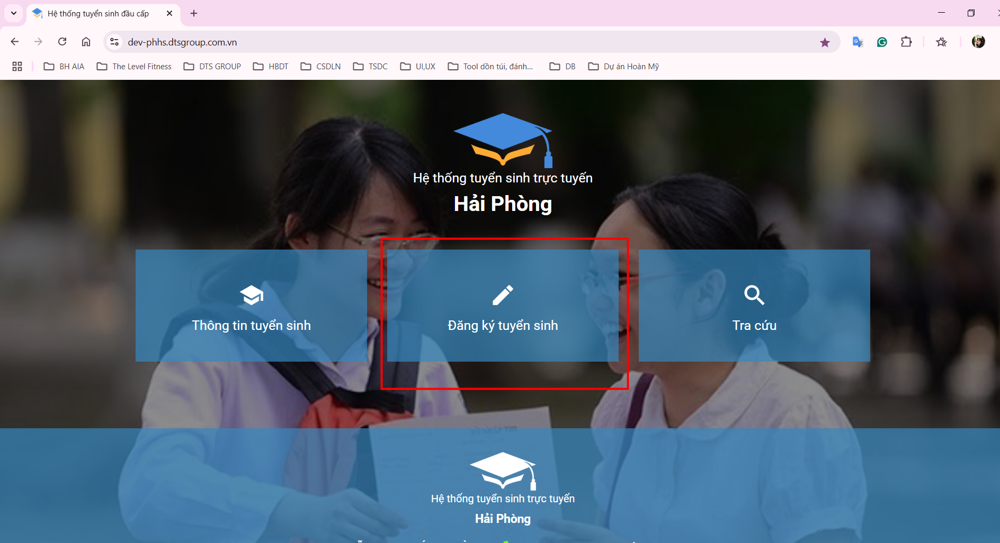 Hệ thống tuyển sinh đầu cấp
dev-phhs.dtsgroup.com.vn
BH AIA The Level Fitness DTS GROUP HBDT CSDLN TSDC UI,UX Tool dồn túi, đánh... DB Dự án Hoàn Mỹ
Hệ thống tuyển sinh trực tuyến
Hải Phòng
Thông tin tuyển sinh
Đăng ký tuyển sinh
Tra cứu
Hệ thống tuyển sinh trực tuyến
Hải Phòng